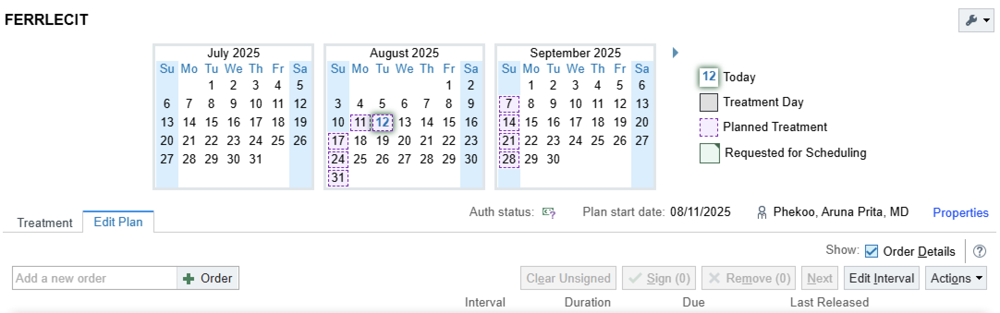 FERRLECIT
July 2025
Su Mo Tu We Th Fr Sa
1 2 3 4 5
6 7 8 9 10 11 12
13 14 15 16 17 18 19
20 21 22 23 24 25 26
27 28 29 30 31
August 2025
Su Mo Tu We Th Fr Sa
1 2
3 4 5 6 7 8 9
10 11 12 13 14 15 16
17 18 19 20 21 22 23
24 25 26 27 28 29 30
31
September 2025
Su Mo Tu We Th Fr Sa
1 2 3 4 5 6
7 8 9 10 11 12 13
14 15 16 17 18 19 20
21 22 23 24 25 26 27
28 29 30
12 Today
Treatment Day
Planned Treatment
Requested for Scheduling
Treatment Edit Plan
Auth status: ? Plan start date: 08/11/2025 Phekoo, Aruna Prita, MD Properties
Show: Order Details ?
Add a new order Order Clear Unsigned Sign (0) Remove (0) Next Edit Interval Actions
Interval Duration Due Last Released